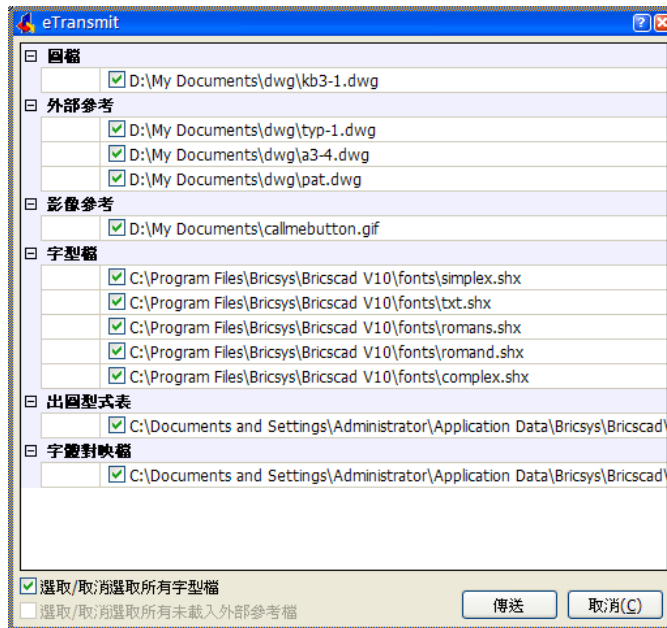 eTransmit
圖檔
D:\My Documents\dwg\kb3-1.dwg
外部參考
D:\My Documents\dwg\typ-1.dwg
D:\My Documents\dwg\a3-4.dwg
D:\My Documents\dwg\pat.dwg
影像參考
D:\My Documents\callmebutton.gif
字型檔
C:\Program Files\Bricsys\Bricscad V10\fonts\simplex.shx
C:\Program Files\Bricsys\Bricscad V10\fonts\txt.shx
C:\Program Files\Bricsys\Bricscad V10\fonts\romans.shx
C:\Program Files\Bricsys\Bricscad V10\fonts\romand.shx
C:\Program Files\Bricsys\Bricscad V10\fonts\complex.shx
出圖型式表
C:\Documents and Settings\Administrator\Application Data\Bricsys\Bricscad\
字體對映檔
C:\Documents and Settings\Administrator\Application Data\Bricsys\Bricscad\
選取/取消選取所有字型檔
選取/取消選取所有未載入外部參考檔
傳送 取消(C)